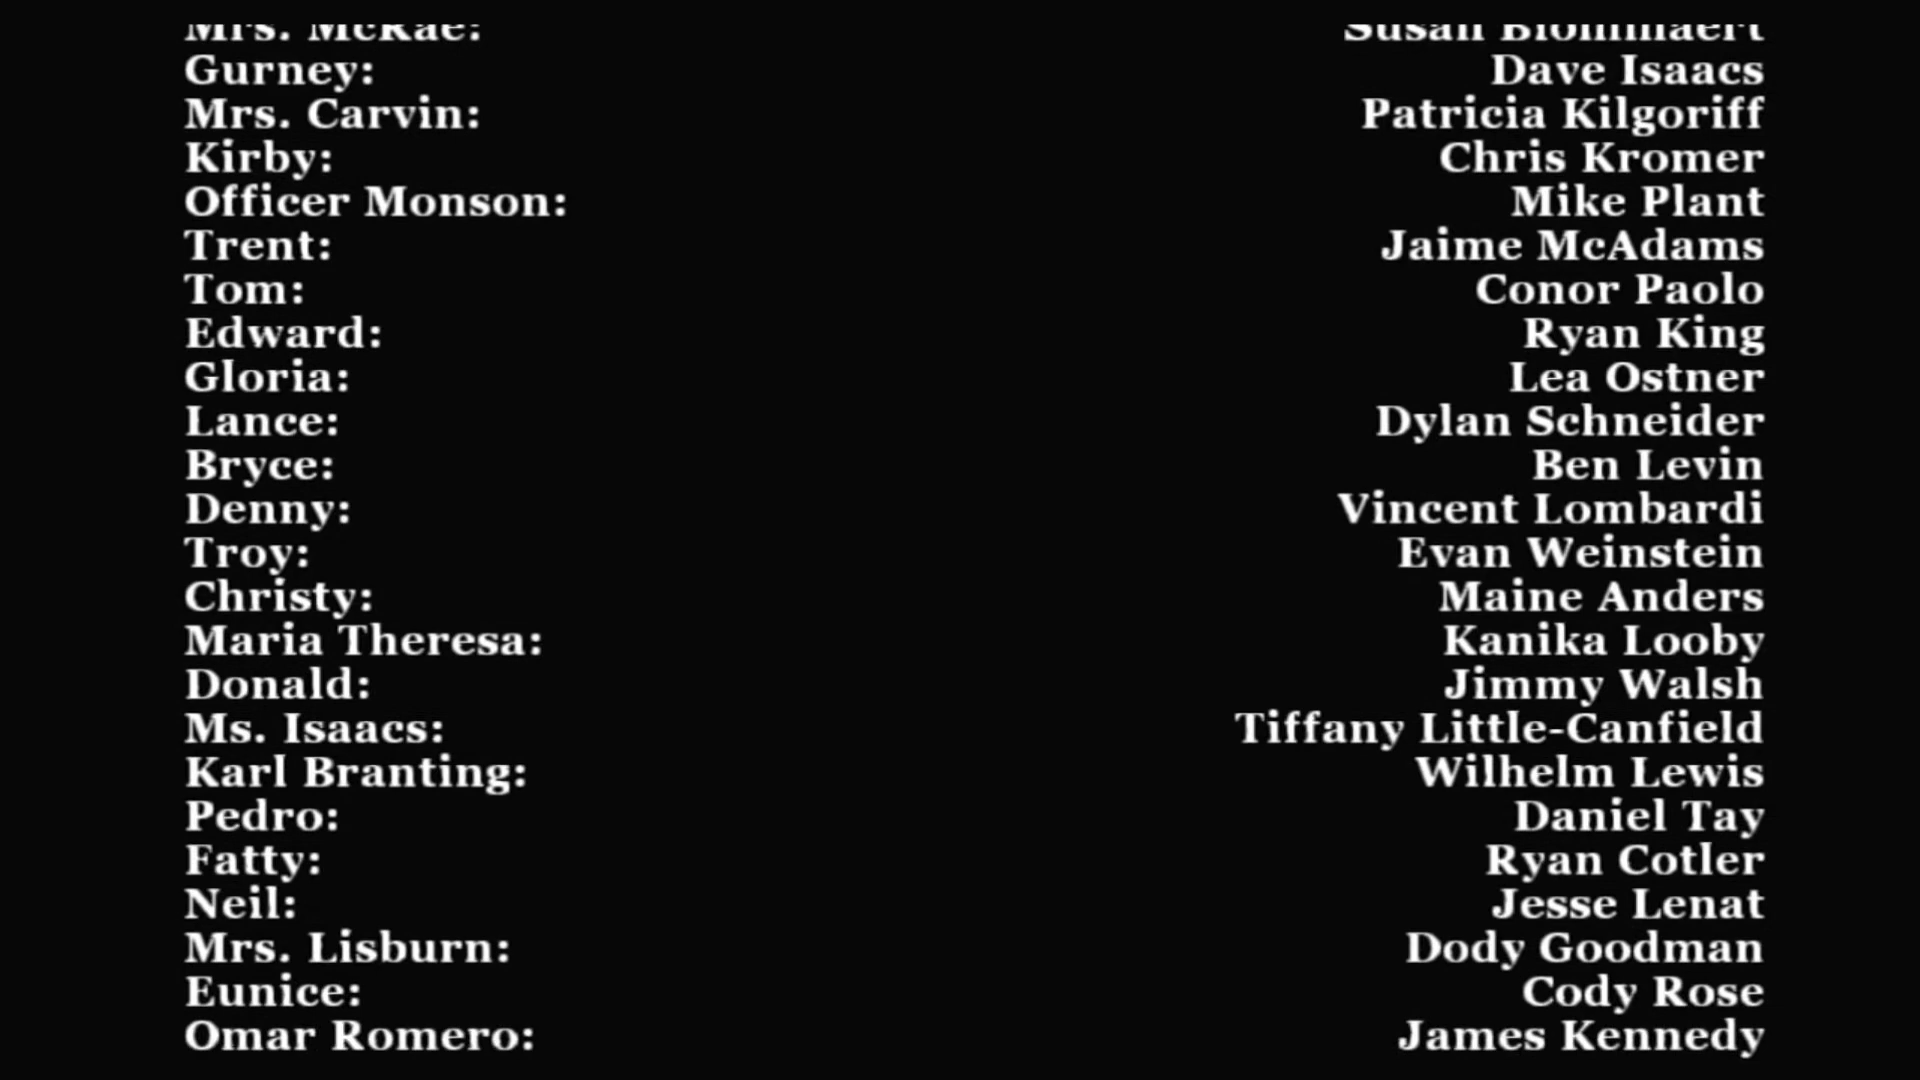 Mrs. McRae: Susan Blommaert
Gurney: Dave Isaacs
Mrs. Carvin: Patricia Kilgoriff
Kirby: Chris Kromer
Officer Monson: Mike Plant
Trent: Jaime McAdams
Tom: Conor Paolo
Edward: Ryan King
Gloria: Lea Ostner
Lance: Dylan Schneider
Bryce: Ben Levin
Denny: Vincent Lombardi
Troy: Evan Weinstein
Christy: Maine Anders
Maria Theresa: Kanika Looby
Donald: Jimmy Walsh
Ms. Isaacs: Tiffany Little-Canfield
Karl Branting: Wilhelm Lewis
Pedro: Daniel Tay
Fatty: Ryan Cotler
Neil: Jesse Lenat
Mrs. Lisburn: Dody Goodman
Eunice: Cody Rose
Omar Romero: James Kennedy